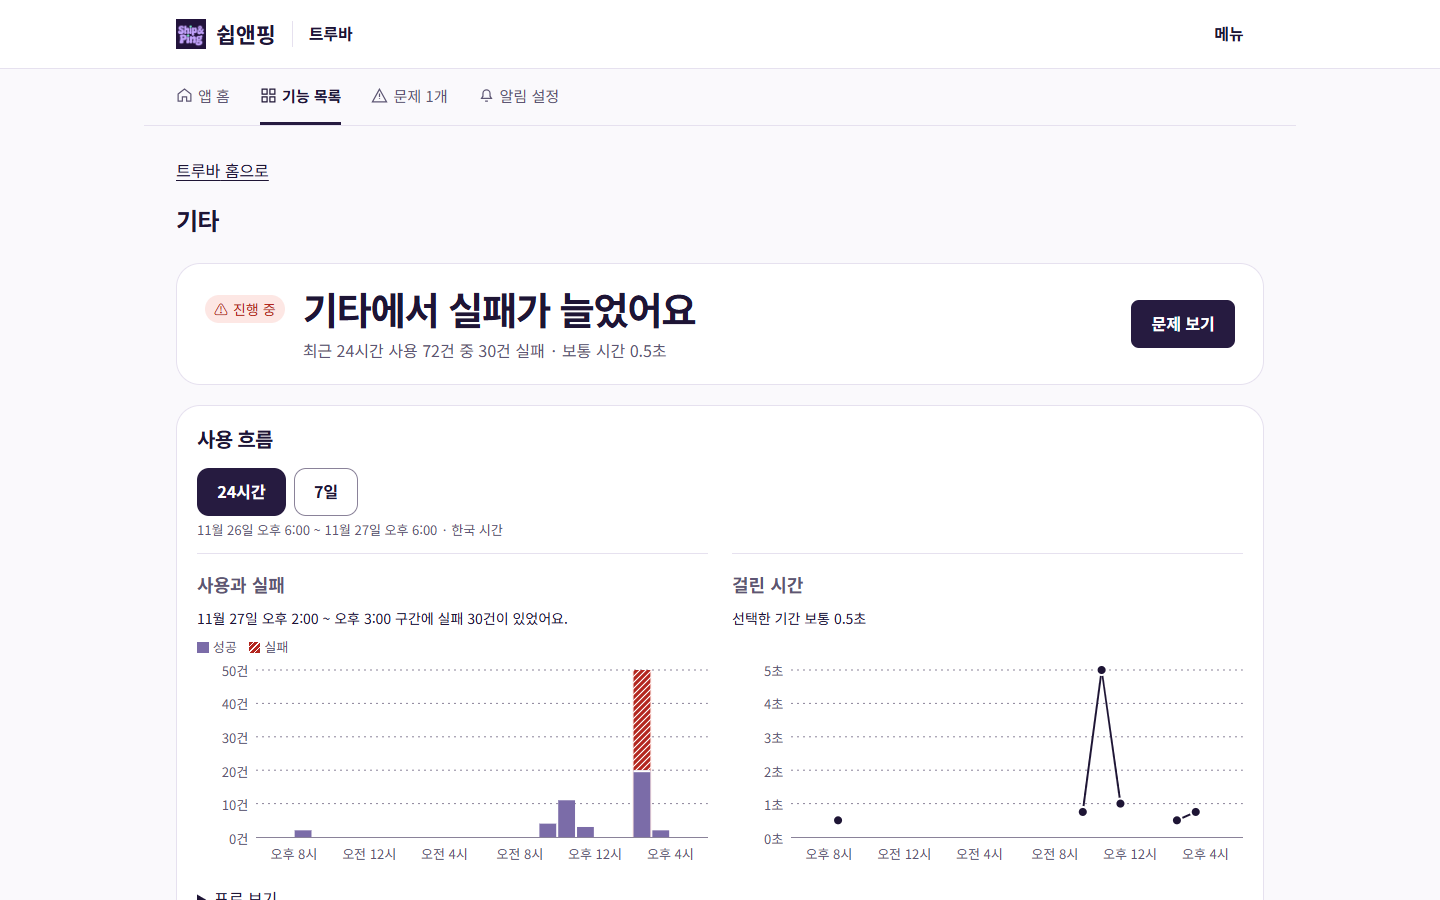 Ship&
Ping
쉽앤핑
트루바
메뉴
앱 홈
기능 목록
문제 1개
알림 설정
트루바 홈으로
기타
진행 중
기타에서 실패가 늘었어요
최근 24시간 사용 72건 중 30건 실패 · 보통 시간 0.5초
문제 보기
사용 흐름
24시간
7일
11월 26일 오후 6:00 ~ 11월 27일 오후 6:00 · 한국 시간
사용과 실패
11월 27일 오후 2:00 ~ 오후 3:00 구간에 실패 30건이 있었어요.
성공
실패
50건
40건
30건
20건
10건
0건
오후 8시
오전 12시
오전 4시
오전 8시
오후 12시
오후 4시
걸린 시간
선택한 기간 보통 0.5초
5초
4초
3초
2초
1초
0초
오후 8시
오전 12시
오전 4시
오전 8시
오후 12시
오후 4시
▶ 표로 보기